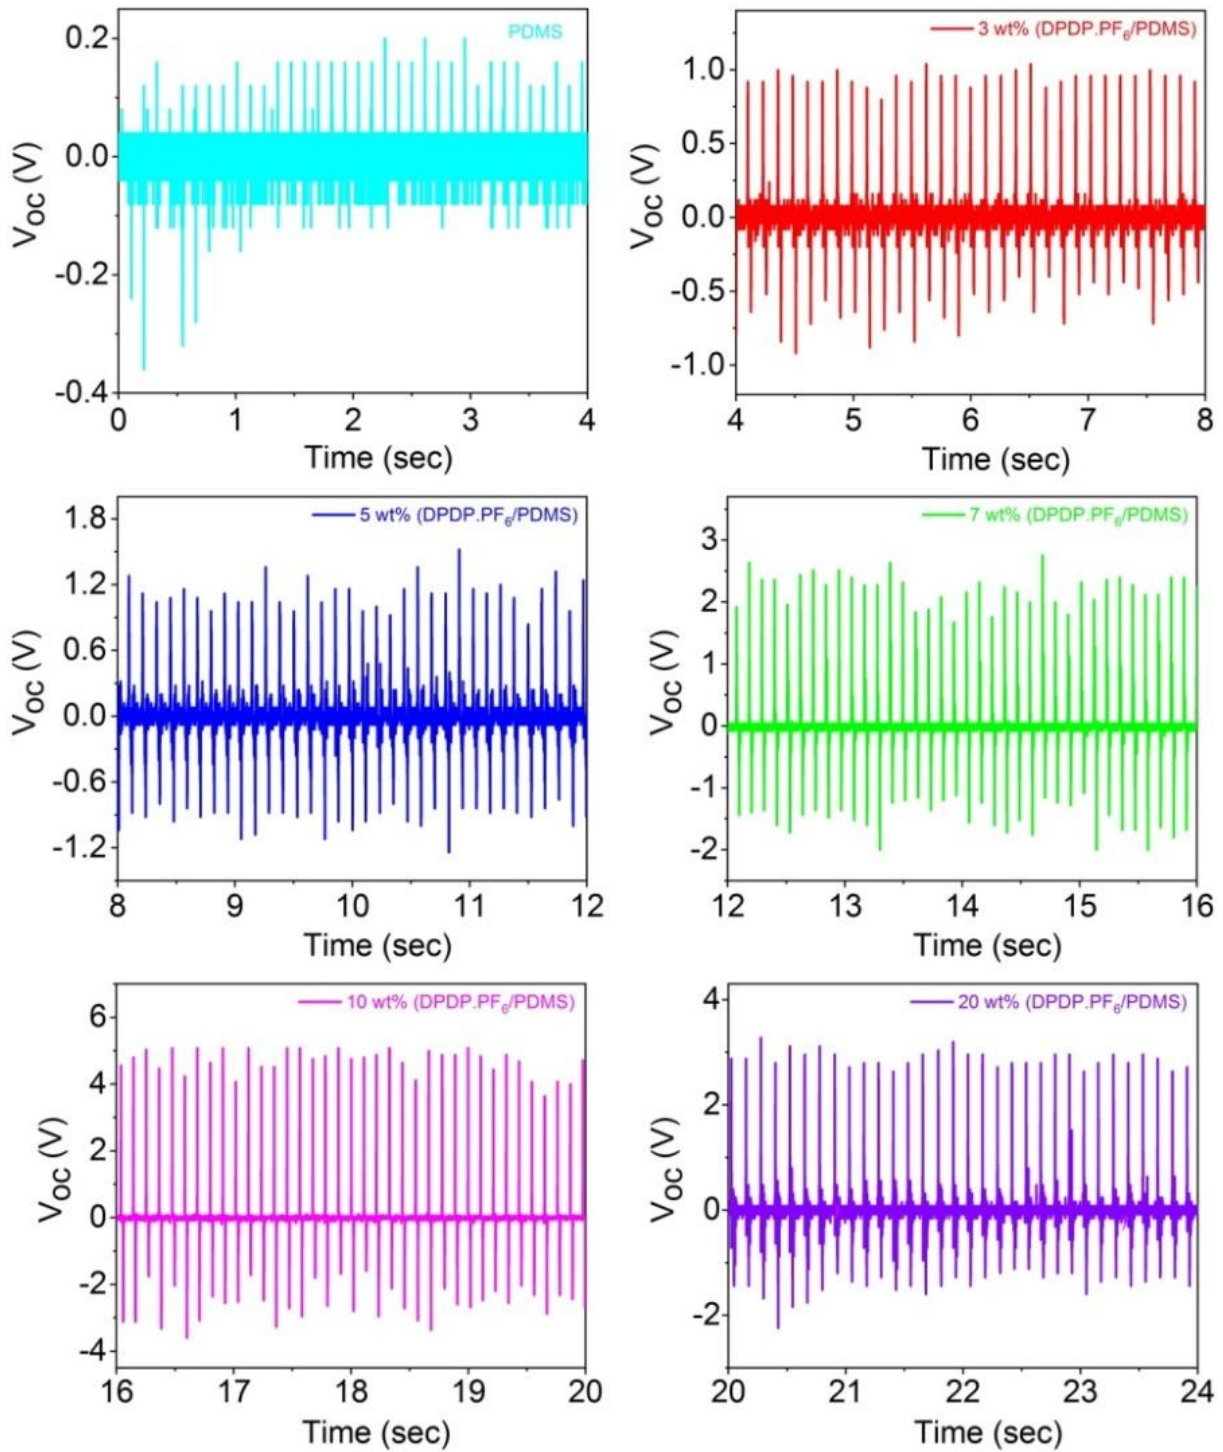 PDMS
0.2
0.0
-0.2
-0.4
V_OC (V)
0 1 2 3 4
Time (sec)
3 wt% (DPDP.PF₆/PDMS)
1.0
0.5
0.0
-0.5
-1.0
V_OC (V)
4 5 6 7 8
Time (sec)
5 wt% (DPDP.PF₆/PDMS)
1.8
1.2
0.6
0.0
-0.6
-1.2
V_OC (V)
8 9 10 11 12
Time (sec)
7 wt% (DPDP.PF₆/PDMS)
3
2
1
0
-1
-2
V_OC (V)
12 13 14 15 16
Time (sec)
10 wt% (DPDP.PF₆/PDMS)
6
4
2
0
-2
-4
V_OC (V)
16 17 18 19 20
Time (sec)
20 wt% (DPDP.PF₆/PDMS)
4
2
0
-2
V_OC (V)
20 21 22 23 24
Time (sec)